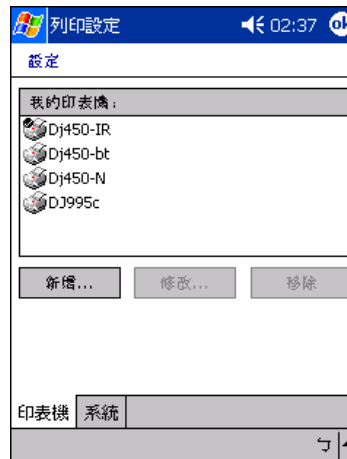 列印設定 02:37 ok
設定
我的印表機：
Dj450-IR
Dj450-bt
Dj450-N
DJ995c
新增... 修改... 移除
印表機 系統
ㄅ